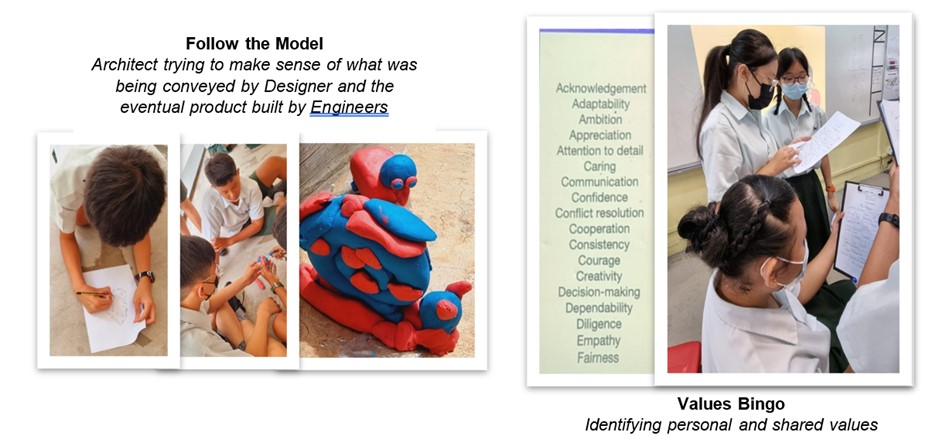 Follow the Model
Architect trying to make sense of what was
being conveyed by Designer and the
eventual product built by Engineers
Acknowledgement
Adaptability
Ambition
Appreciation
Attention to detail
Caring
Communication
Confidence
Conflict resolution
Cooperation
Consistency
Courage
Creativity
Decision-making
Dependability
Diligence
Empathy
Fairness
Values Bingo
Identifying personal and shared values